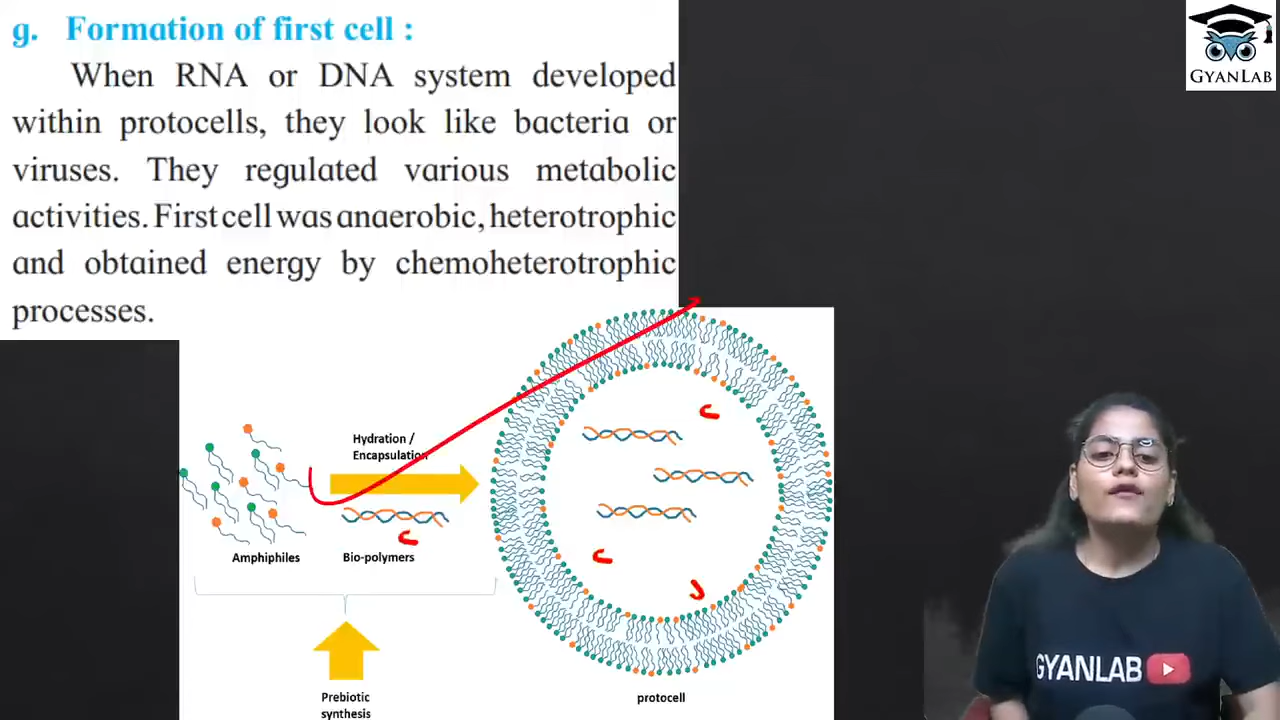 g. Formation of first cell :
When RNA or DNA system developed
within protocells, they look like bacteria or
viruses. They regulated various metabolic
activities. First cell was anaerobic, heterotrophic
and obtained energy by chemoheterotrophic
processes.
GYANLAB
Hydration /
Encapsulation
Amphiphiles
Bio-polymers
Prebiotic
synthesis
protocell
GYANLAB